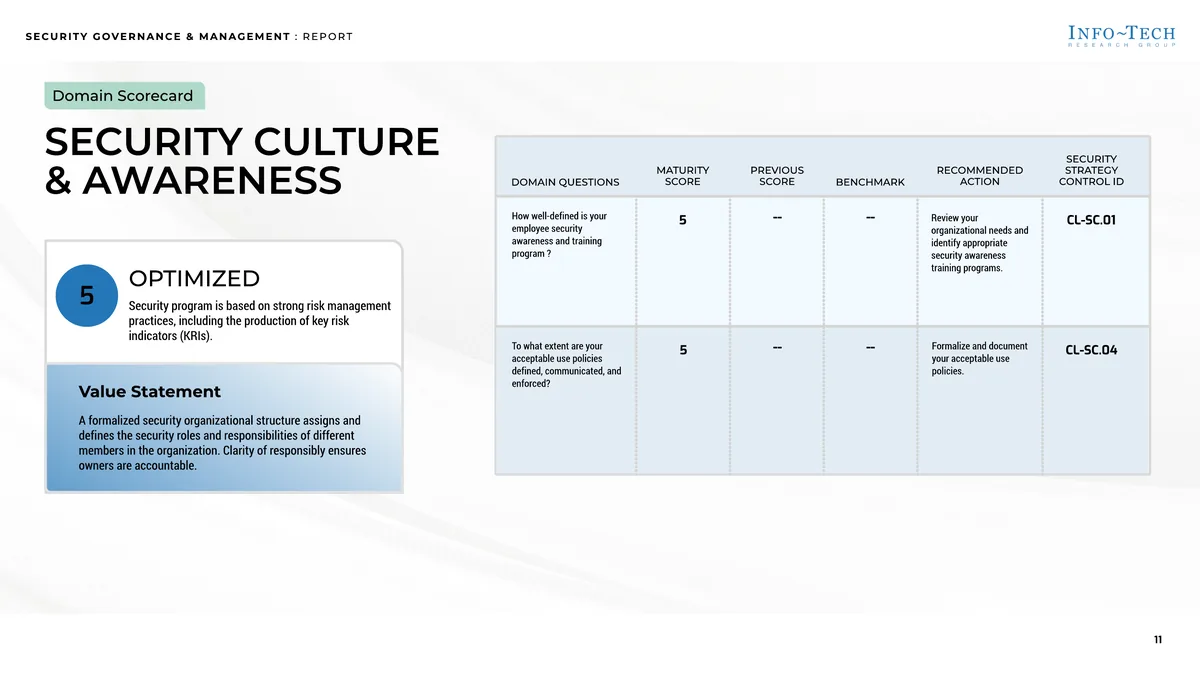 SECURITY GOVERNANCE & MANAGEMENT : REPORT
INFO~TECH
RESEARCH GROUP
Domain Scorecard
SECURITY CULTURE
& AWARENESS
5
OPTIMIZED
Security program is based on strong risk management
practices, including the production of key risk
indicators (KRIs).
Value Statement
A formalized security organizational structure assigns and
defines the security roles and responsibilities of different
members in the organization. Clarity of responsibly ensures
owners are accountable.
DOMAIN QUESTIONS
MATURITY
SCORE
PREVIOUS
SCORE
BENCHMARK
RECOMMENDED
ACTION
SECURITY
STRATEGY
CONTROL ID
How well-defined is your
employee security
awareness and training
program ?
5
--
--
Review your
organizational needs and
identify appropriate
security awareness
training programs.
CL-SC.01
To what extent are your
acceptable use policies
defined, communicated, and
enforced?
5
--
--
Formalize and document
your acceptable use
policies.
CL-SC.04
11